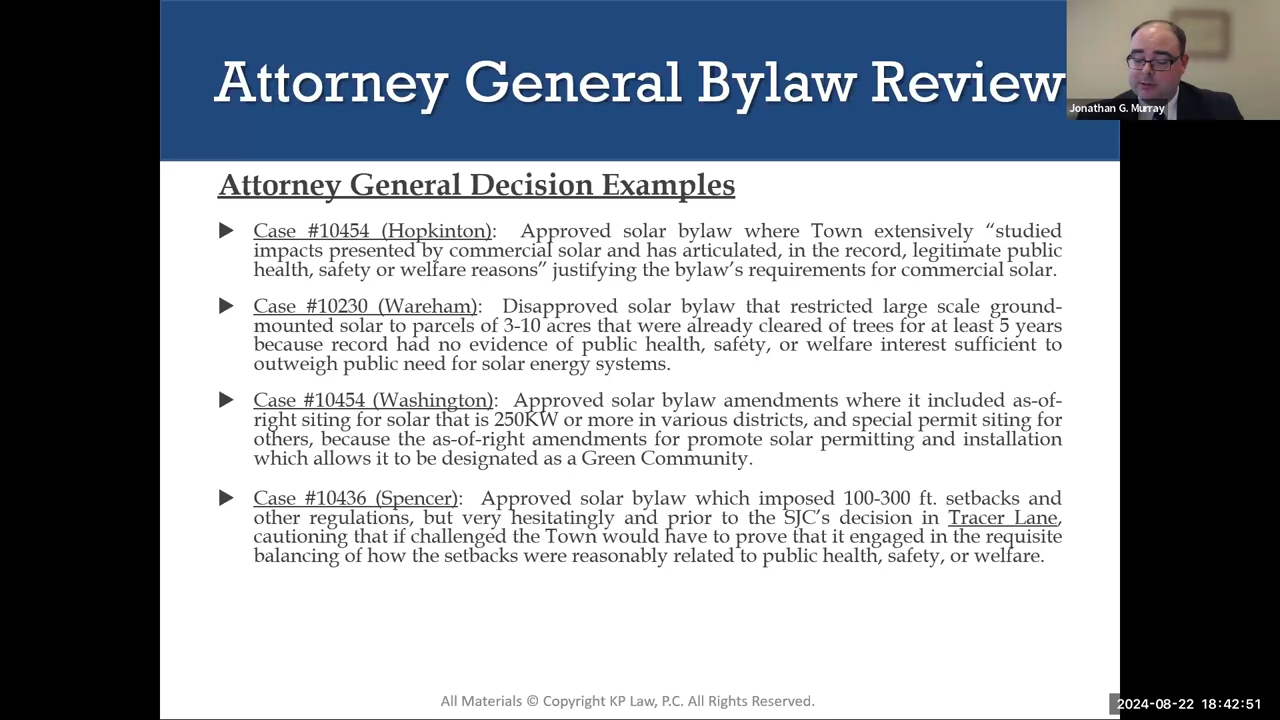 Attorney General Bylaw Review
Jonathan G. Murray
Attorney General Decision Examples
▶ Case #10454 (Hopkinton): Approved solar bylaw where Town extensively “studied
impacts presented by commercial solar and has articulated, in the record, legitimate public
health, safety or welfare reasons” justifying the bylaw’s requirements for commercial solar.
▶ Case #10230 (Wareham): Disapproved solar bylaw that restricted large scale ground-
mounted solar to parcels of 3-10 acres that were already cleared of trees for at least 5 years
because record had no evidence of public health, safety, or welfare interest sufficient to
outweigh public need for solar energy systems.
▶ Case #10454 (Washington): Approved solar bylaw amendments where it included as-of-
right siting for solar that is 250KW or more in various districts, and special permit siting for
others, because the as-of-right amendments for promote solar permitting and installation
which allows it to be designated as a Green Community.
▶ Case #10436 (Spencer): Approved solar bylaw which imposed 100-300 ft. setbacks and
other regulations, but very hesitatingly and prior to the SJC’s decision in Tracer Lane,
cautioning that if challenged the Town would have to prove that it engaged in the requisite
balancing of how the setbacks were reasonably related to public health, safety, or welfare.
All Materials © Copyright KP Law, P.C. All Rights Reserved.
2024-08-22 18:42:51